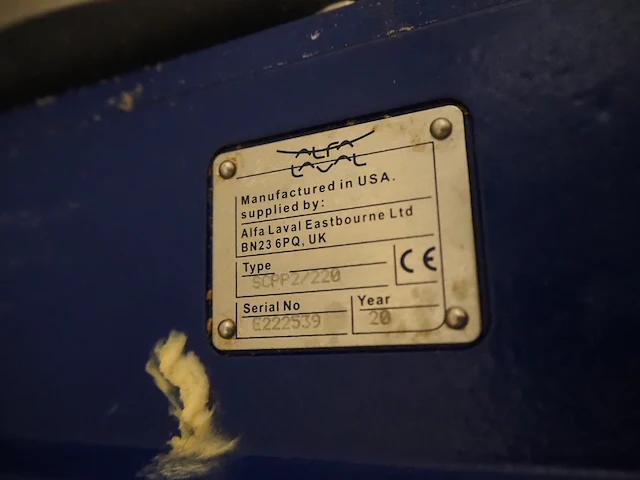 ALFA
LAVAL
Manufactured in USA.
supplied by:
Alfa Laval Eastbourne Ltd
BN23 6PQ, UK
Type
SCPP2/220
CE
Serial No
E222539
Year
20